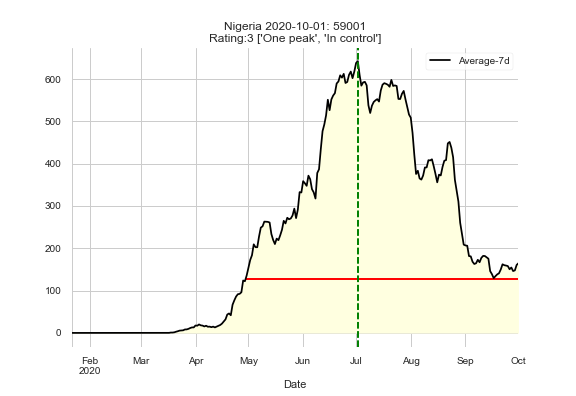 Nigeria 2020-10-01: 59001
Rating:3 ['One peak', 'In control']
Average-7d
600
500
400
300
200
100
0
Feb Mar Apr May Jun Jul Aug Sep Oct
2020
Date